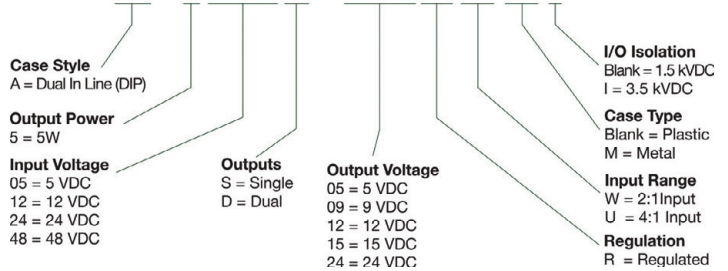 Case Style
A = Dual In Line (DIP)
Output Power
5 = 5W
Input Voltage
05 = 5 VDC
12 = 12 VDC
24 = 24 VDC
48 = 48 VDC
Outputs
S = Single
D = Dual
Output Voltage
05 = 5 VDC
09 = 9 VDC
12 = 12 VDC
15 = 15 VDC
24 = 24 VDC
I/O Isolation
Blank = 1.5 kVDC
I = 3.5 kVDC
Case Type
Blank = Plastic
M = Metal
Input Range
W = 2:1Input
U = 4:1 Input
Regulation
R = Regulated